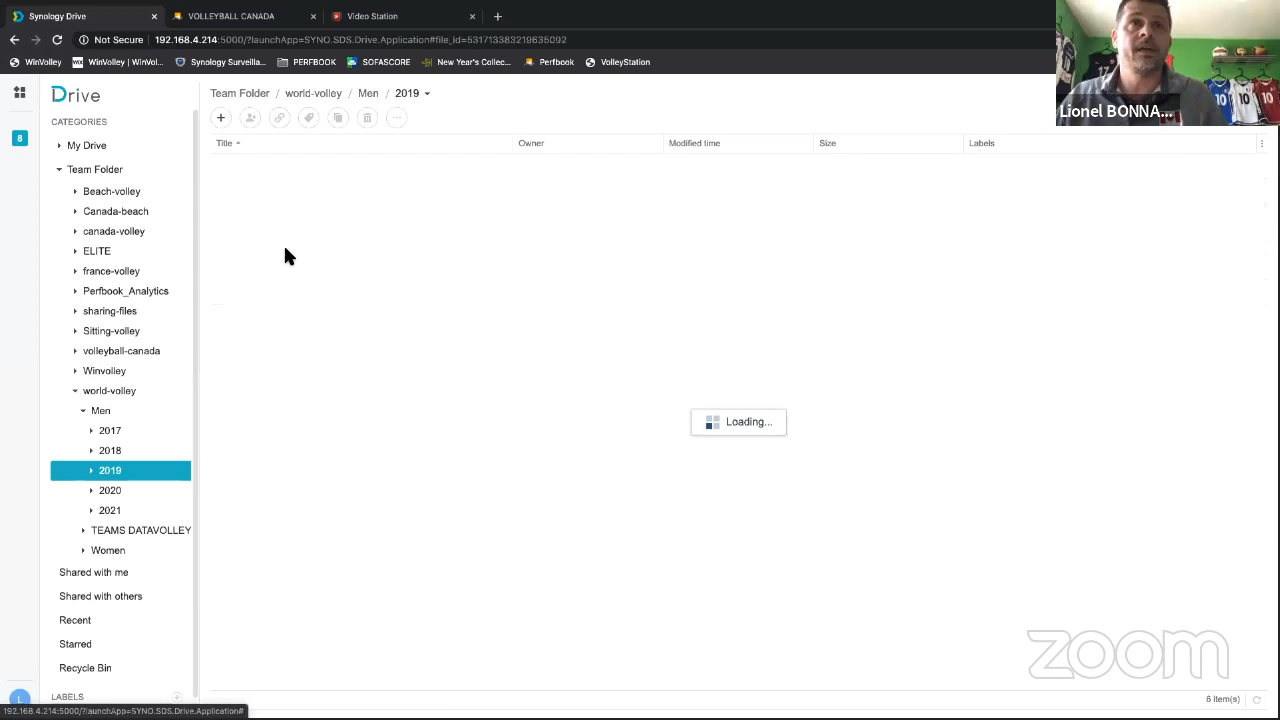 Synology Drive
VOLLEYBALL CANADA
Video Station
Not Secure 192.168.4.214:5000/?launchApp=SYNO.SDS.Drive.Application#file_id=531713383219635092
WinVolley
WinVolley | WinVol...
Synology Surveilla...
PERFBOOK
SOFASCORE
New Year's Collec...
Perfbook
VolleyStation
Lionel BONNA...
Drive
CATEGORIES
8
My Drive
Team Folder
Beach-volley
Canada-beach
canada-volley
ELITE
france-volley
Perfbook_Analytics
sharing-files
Sitting-volley
volleyball-canada
Winvolley
world-volley
Men
2017
2018
2019
2020
2021
TEAMS DATAVOLLEY
Women
Shared with me
Shared with others
Recent
Starred
Recycle Bin
LABELS
L
192.168.4.214:5000/?launchApp=SYNO.SDS.Drive.Application#
Team Folder / world-volley / Men / 2019
Title
Owner
Modified time
Size
Labels
Loading...
zoom
6 item(s)
10
10